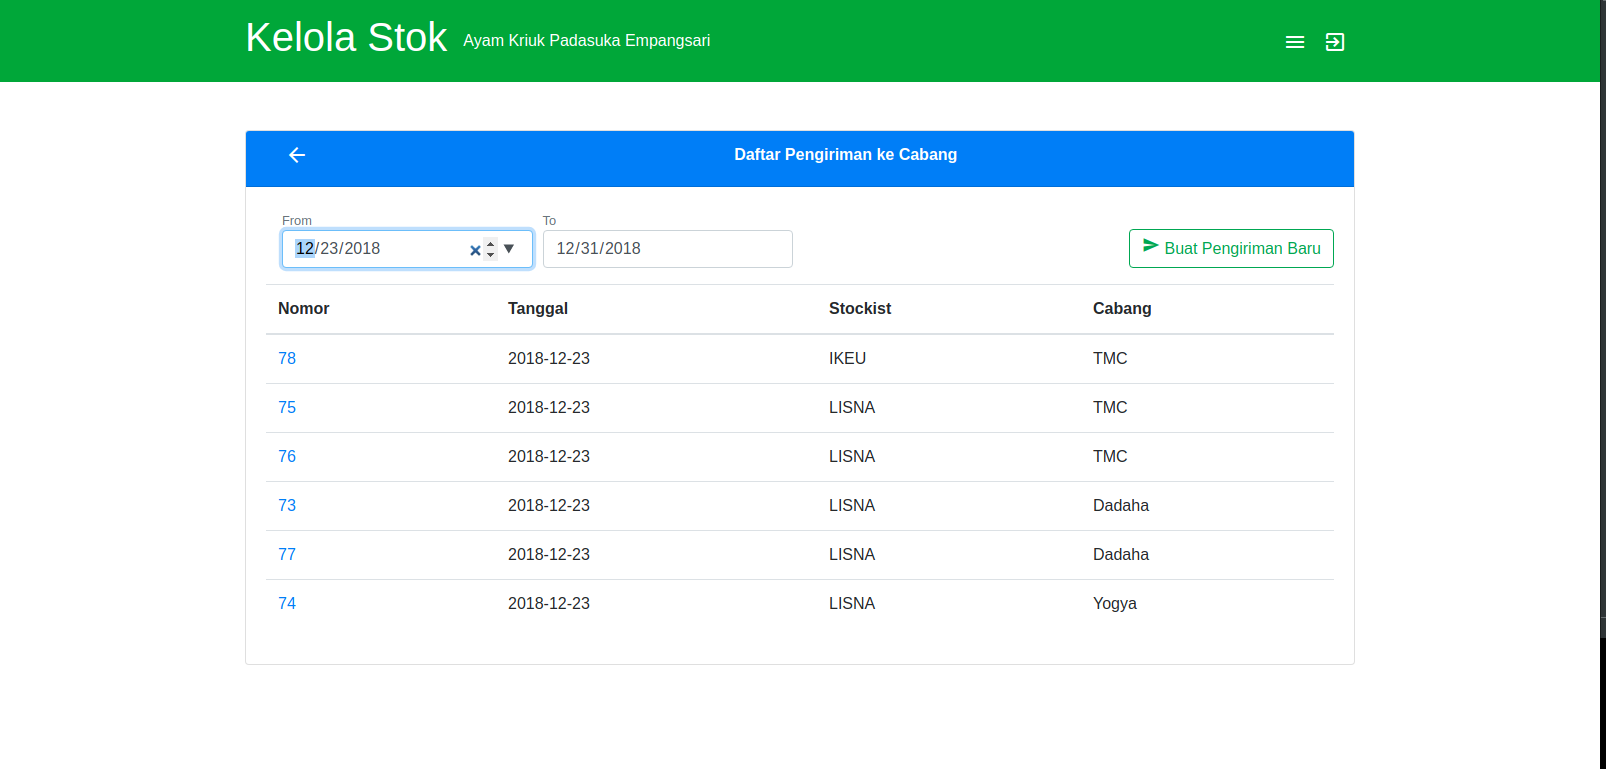 Kelola Stok Ayam Kriuk Padasuka Empangsari
Daftar Pengiriman ke Cabang
From To
12/23/2018 12/31/2018 Buat Pengiriman Baru
Nomor Tanggal Stockist Cabang
78 2018-12-23 IKEU TMC
75 2018-12-23 LISNA TMC
76 2018-12-23 LISNA TMC
73 2018-12-23 LISNA Dadaha
77 2018-12-23 LISNA Dadaha
74 2018-12-23 LISNA Yogya